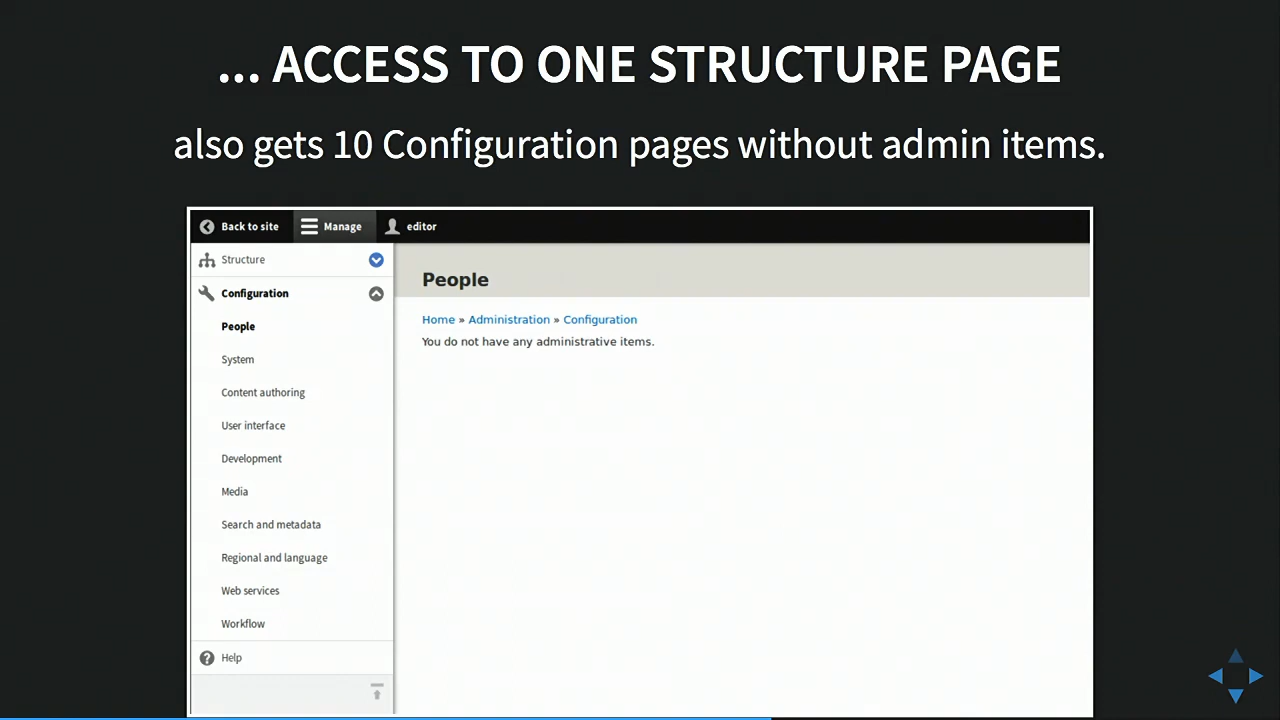 ... ACCESS TO ONE STRUCTURE PAGE
also gets 10 Configuration pages without admin items.
Back to site
Manage
editor
Structure
Configuration
People
System
Content authoring
User interface
Development
Media
Search and metadata
Regional and language
Web services
Workflow
Help
People
Home » Administration » Configuration
You do not have any administrative items.